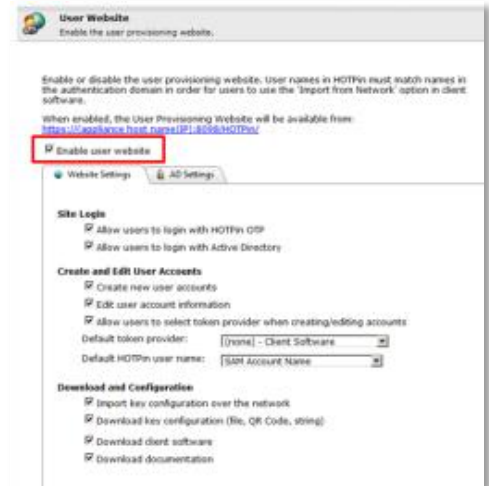 User Website
Enable the user provisioning website.
Enable or disable the user provisioning website. User names in HOTPin must match names in
the authentication domain in order for users to use the 'Import from Network' option in client
software.
When enabled, the User Provisioning Website will be available from:
https://[appliance host name|IP]:8098/HOTPin/
Enable user website
Website Settings
AD Settings
Site Login
Allow users to login with HOTPin OTP
Allow users to login with Active Directory
Create and Edit User Accounts
Create new user accounts
Edit user account information
Allow users to select token provider when creating/editing accounts
Default token provider:
(none) - Client Software
Default HOTPin user name:
SAM Account Name
Download and Configuration
Import key configuration over the network
Download key configuration (file, QR Code, string)
Download client software
Download documentation